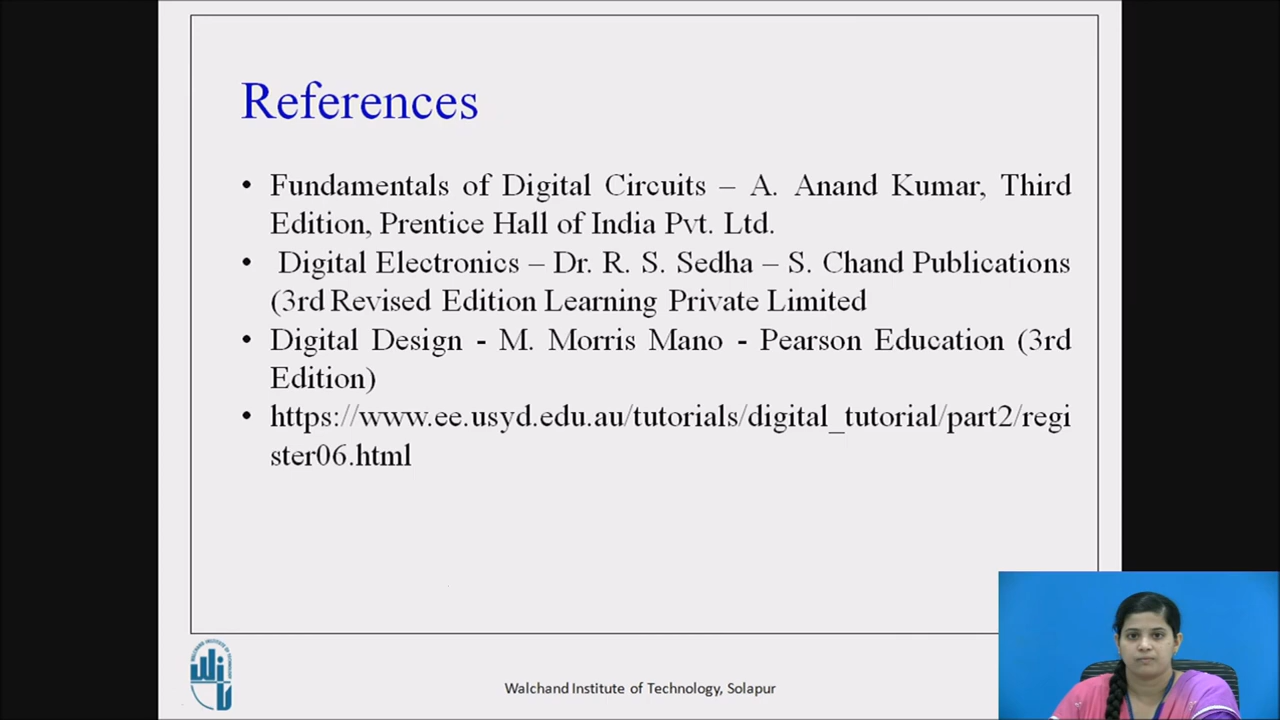 References
• Fundamentals of Digital Circuits – A. Anand Kumar, Third
Edition, Prentice Hall of India Pvt. Ltd.
• Digital Electronics – Dr. R. S. Sedha – S. Chand Publications
(3rd Revised Edition Learning Private Limited
• Digital Design - M. Morris Mano - Pearson Education (3rd
Edition)
• https://www.ee.usyd.edu.au/tutorials/digital_tutorial/part2/regi
ster06.html
Walchand Institute of Technology, Solapur